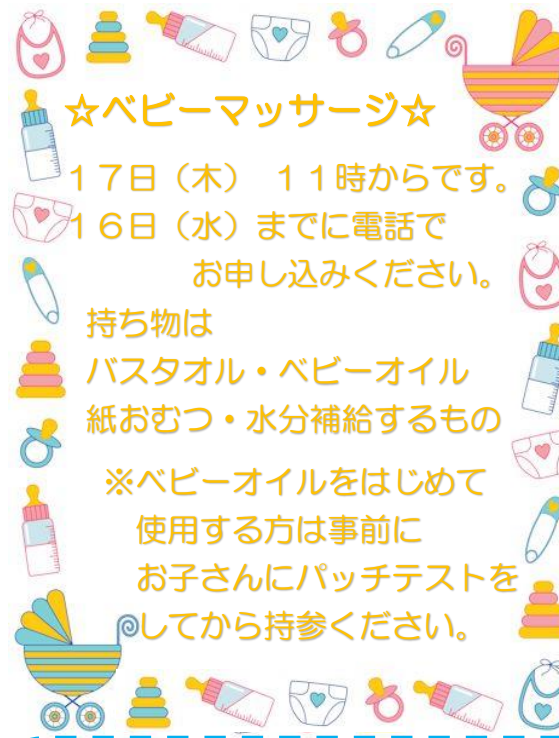 ☆ベビーマッサージ☆
17日（木）　11時からです。
16日（水）までに電話で
お申し込みください。
持ち物は
バスタオル・ベビーオイル
紙おむつ・水分補給するもの
※ベビーオイルをはじめて
使用する方は事前に
お子さんにパッチテストを
してから持参ください。